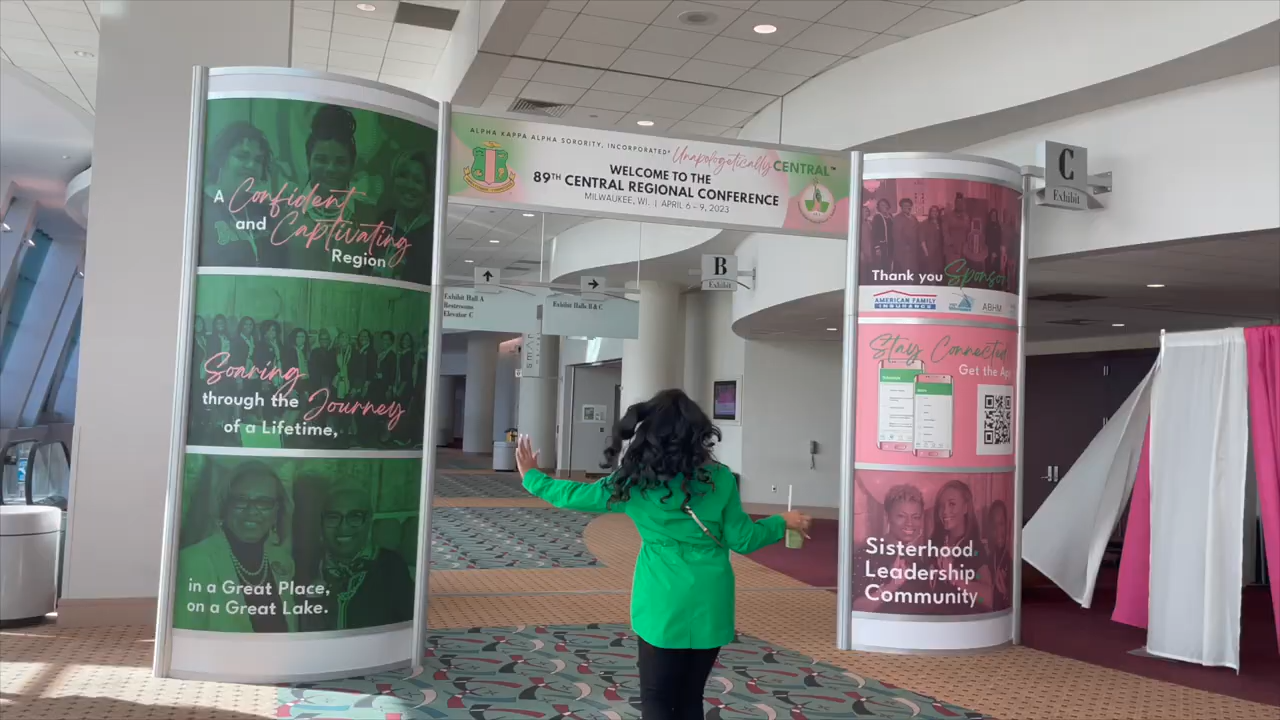 A Confident
and Captivating
Region
Soaring
through the Journey
of a Lifetime,
in a Great Place,
on a Great Lake.
ALPHA KAPPA ALPHA SORORITY, INCORPORATED®
Unapologetically CENTRAL™
WELCOME TO THE
89TH CENTRAL REGIONAL CONFERENCE
MILWAUKEE, WI. | APRIL 6 – 9, 2023
Exhibit Hall A
Restrooms
Elevator C
Exhibit Halls B & C
B
Exhibit
C
Exhibit
Thank you Sponsor
AMERICAN FAMILY
INSURANCE
ABHM
Stay Connected
Get the App
Sisterhood
Leadership
Community